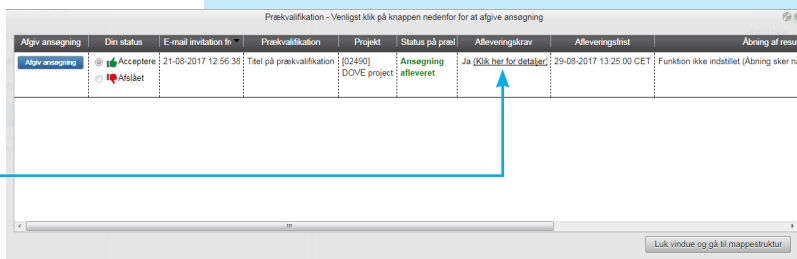 Prækvalifikation - Venligst klik på knappen nedenfor for at afgive ansøgning
Afgiv ansøgning Din status E-mail invitation fr Prækvalifikation Projekt Status på præl Afleveringskrav Afleveringsfrist Åbning af resu
Afgiv ansøgning Acceptere 21-08-2017 12:56:38 Titel på prækvalifikation [02490] Ansøgning Ja (Klik her for detaljer) 29-08-2017 13:25:00 CET Funktion ikke indstillet (Åbning sker na
DOVE project afleveret
Afslået
Luk vindue og gå til mappestruktur